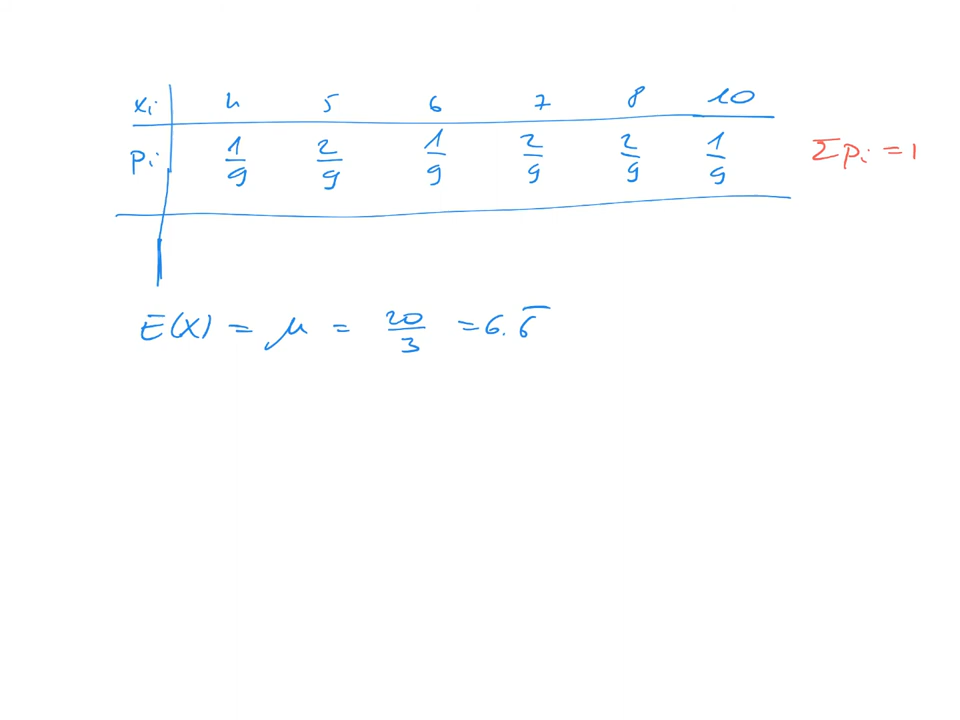 xi 4 5 6 7 8 10
pi 1/9 2/9 1/9 2/9 2/9 1/9 Σpi = 1
E(X) = μ = 20/3 = 6.6̅